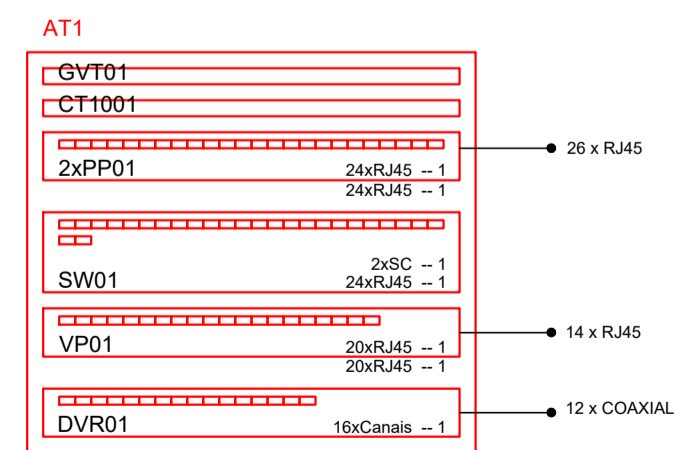 AT1
GVT01
CT1001
2xPP01
24xRJ45 -- 1
24xRJ45 -- 1
26 x RJ45
2xSC -- 1
SW01
24xRJ45 -- 1
VP01
20xRJ45 -- 1
20xRJ45 -- 1
14 x RJ45
DVR01
16xCanais -- 1
12 x COAXIAL